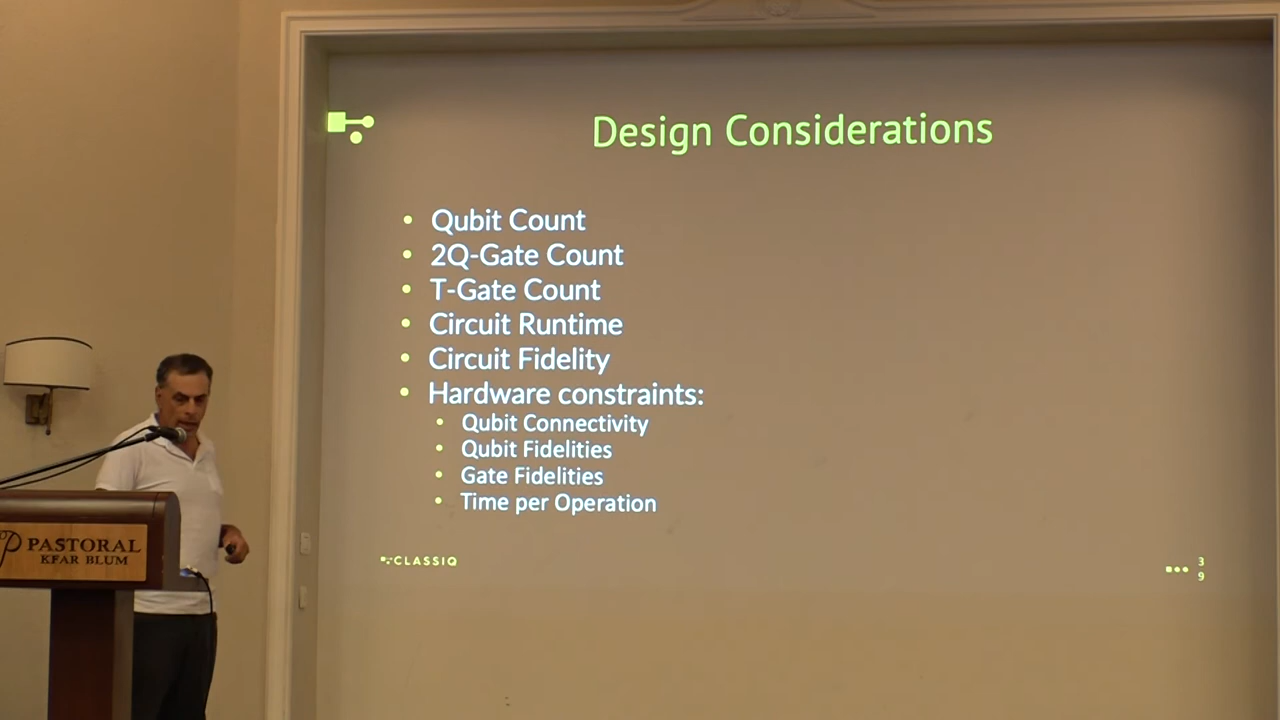 Design Considerations
• Qubit Count
• 2Q-Gate Count
• T-Gate Count
• Circuit Runtime
• Circuit Fidelity
• Hardware constraints:
• Qubit Connectivity
• Qubit Fidelities
• Gate Fidelities
• Time per Operation
CLASSIQ
3
9
PASTORAL
KFAR BLUM